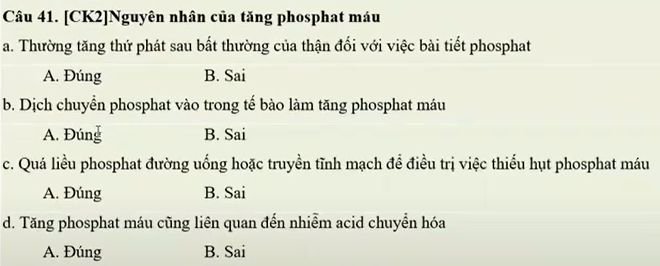 Câu 41. [CK2]Nguyên nhân của tăng phosphat máu
a. Thường tăng thứ phát sau bất thường của thận đối với việc bài tiết phosphat
A. Đúng B. Sai
b. Dịch chuyển phosphat vào trong tế bào làm tăng phosphat máu
A. Đúng B. Sai
c. Quá liều phosphat đường uống hoặc truyền tĩnh mạch để điều trị việc thiếu hụt phosphat máu
A. Đúng B. Sai
d. Tăng phosphat máu cũng liên quan đến nhiễm acid chuyển hóa
A. Đúng B. Sai